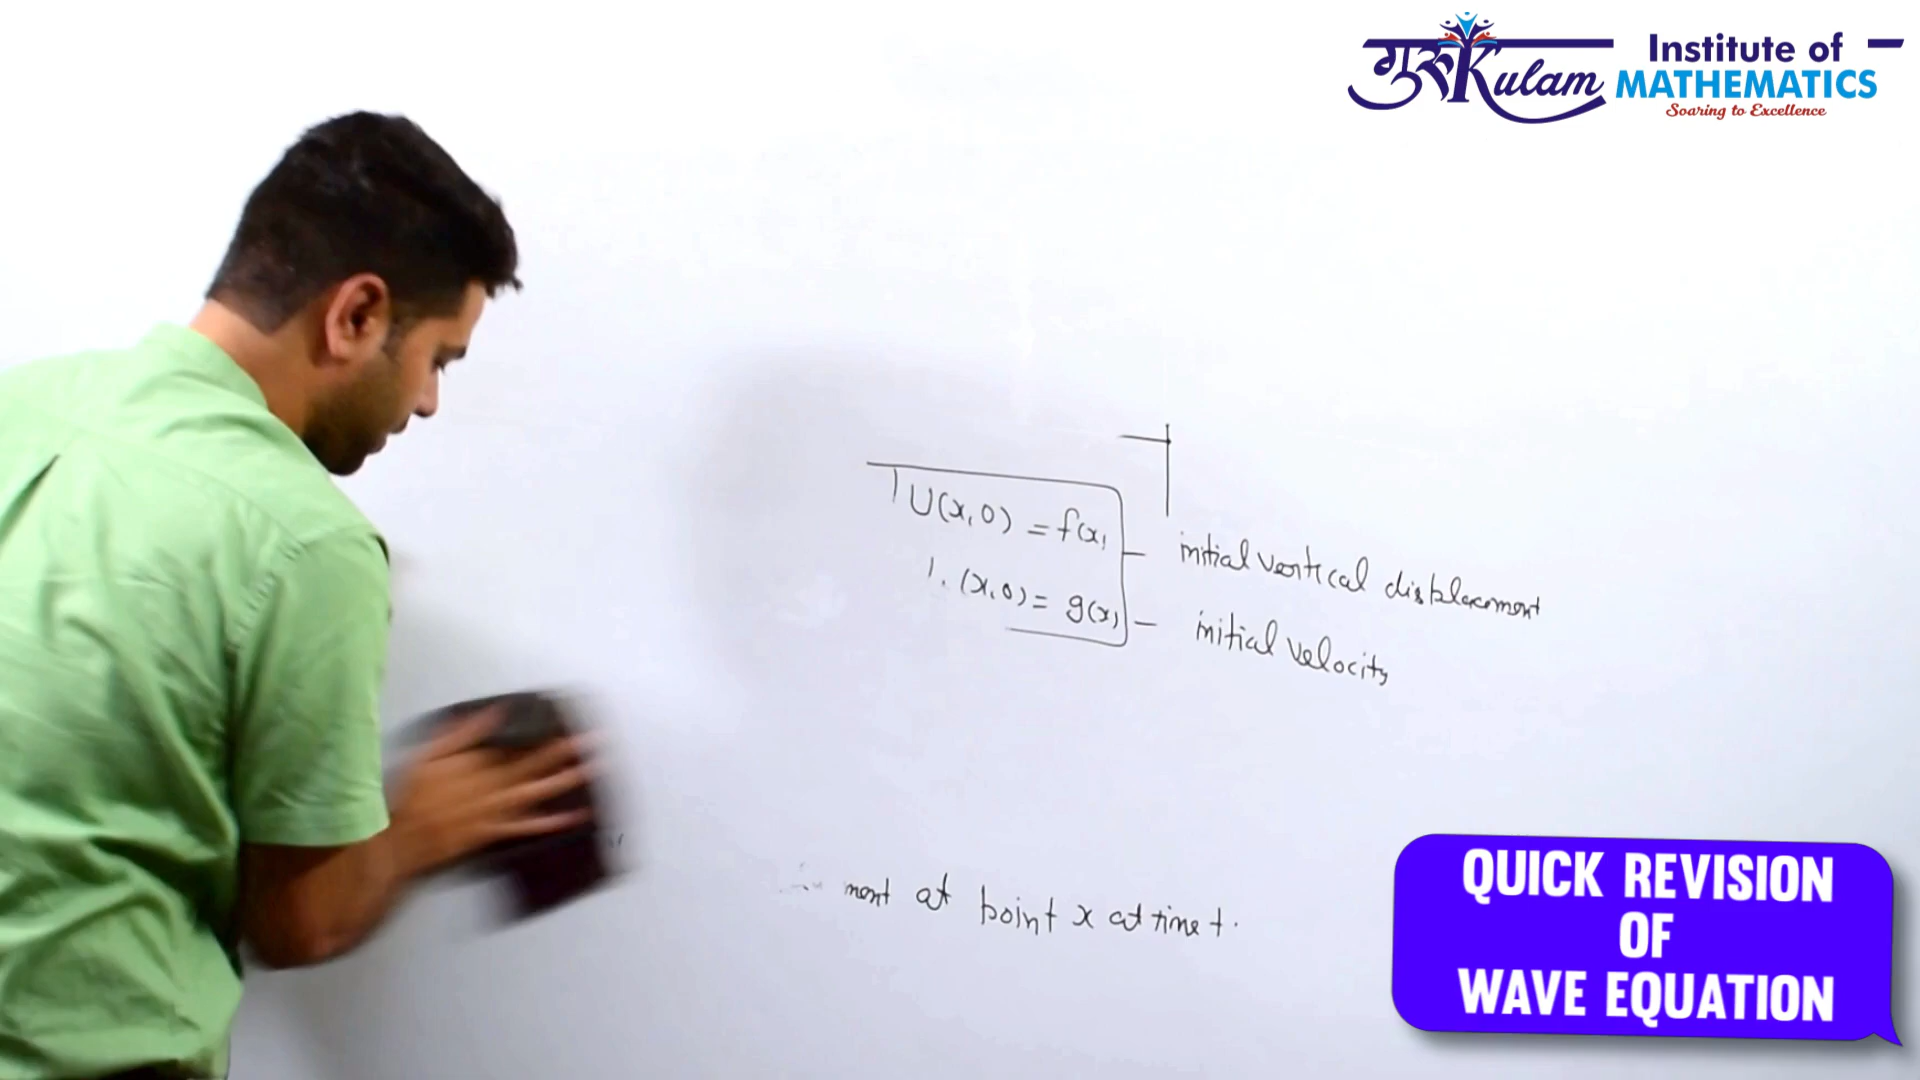 गुरुKulam Institute of
MATHEMATICS
Soaring to Excellence
U(x,0) = f(x) — initial vertical displacement
(x,0) = g(x) — initial velocity
ment at point x at time t.
QUICK REVISION
OF
WAVE EQUATION